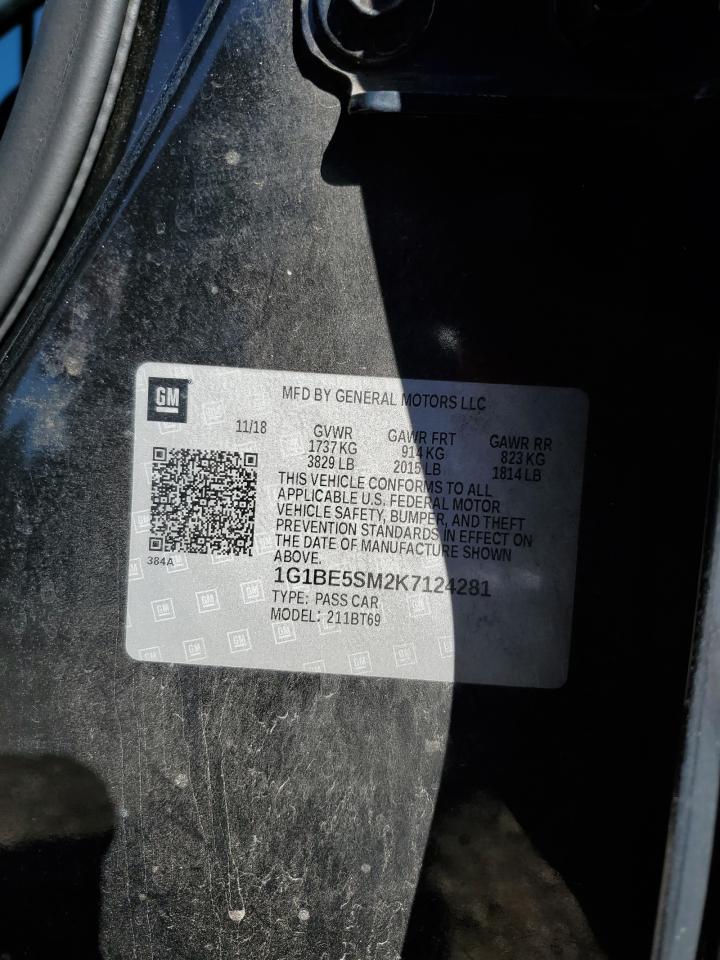 GM
MFD BY GENERAL MOTORS LLC
11/18
GVWR GAWR FRT GAWR RR
1737 KG 914 KG 823 KG
3829 LB 2015 LB 1814 LB
THIS VEHICLE CONFORMS TO ALL
APPLICABLE U.S. FEDERAL MOTOR
VEHICLE SAFETY, BUMPER, AND THEFT
PREVENTION STANDARDS IN EFFECT ON
THE DATE OF MANUFACTURE SHOWN
ABOVE.
384A
1G1BE5SM2K7124281
TYPE: PASS CAR
MODEL: 211BT69